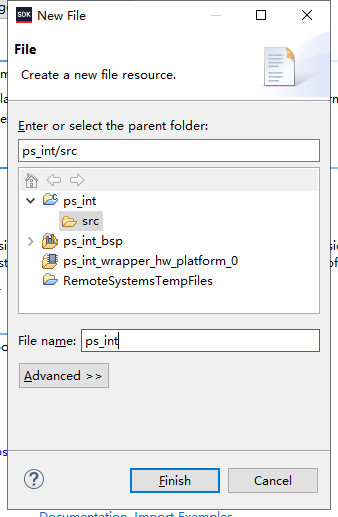 SDK New File
File
Create a new file resource.
Enter or select the parent folder:
ps_int/src
ps_int
src
ps_int_bsp
ps_int_wrapper_hw_platform_0
RemoteSystemsTempFiles
File name: ps_int
Advanced >>
Finish Cancel
Documentation, Import Examples